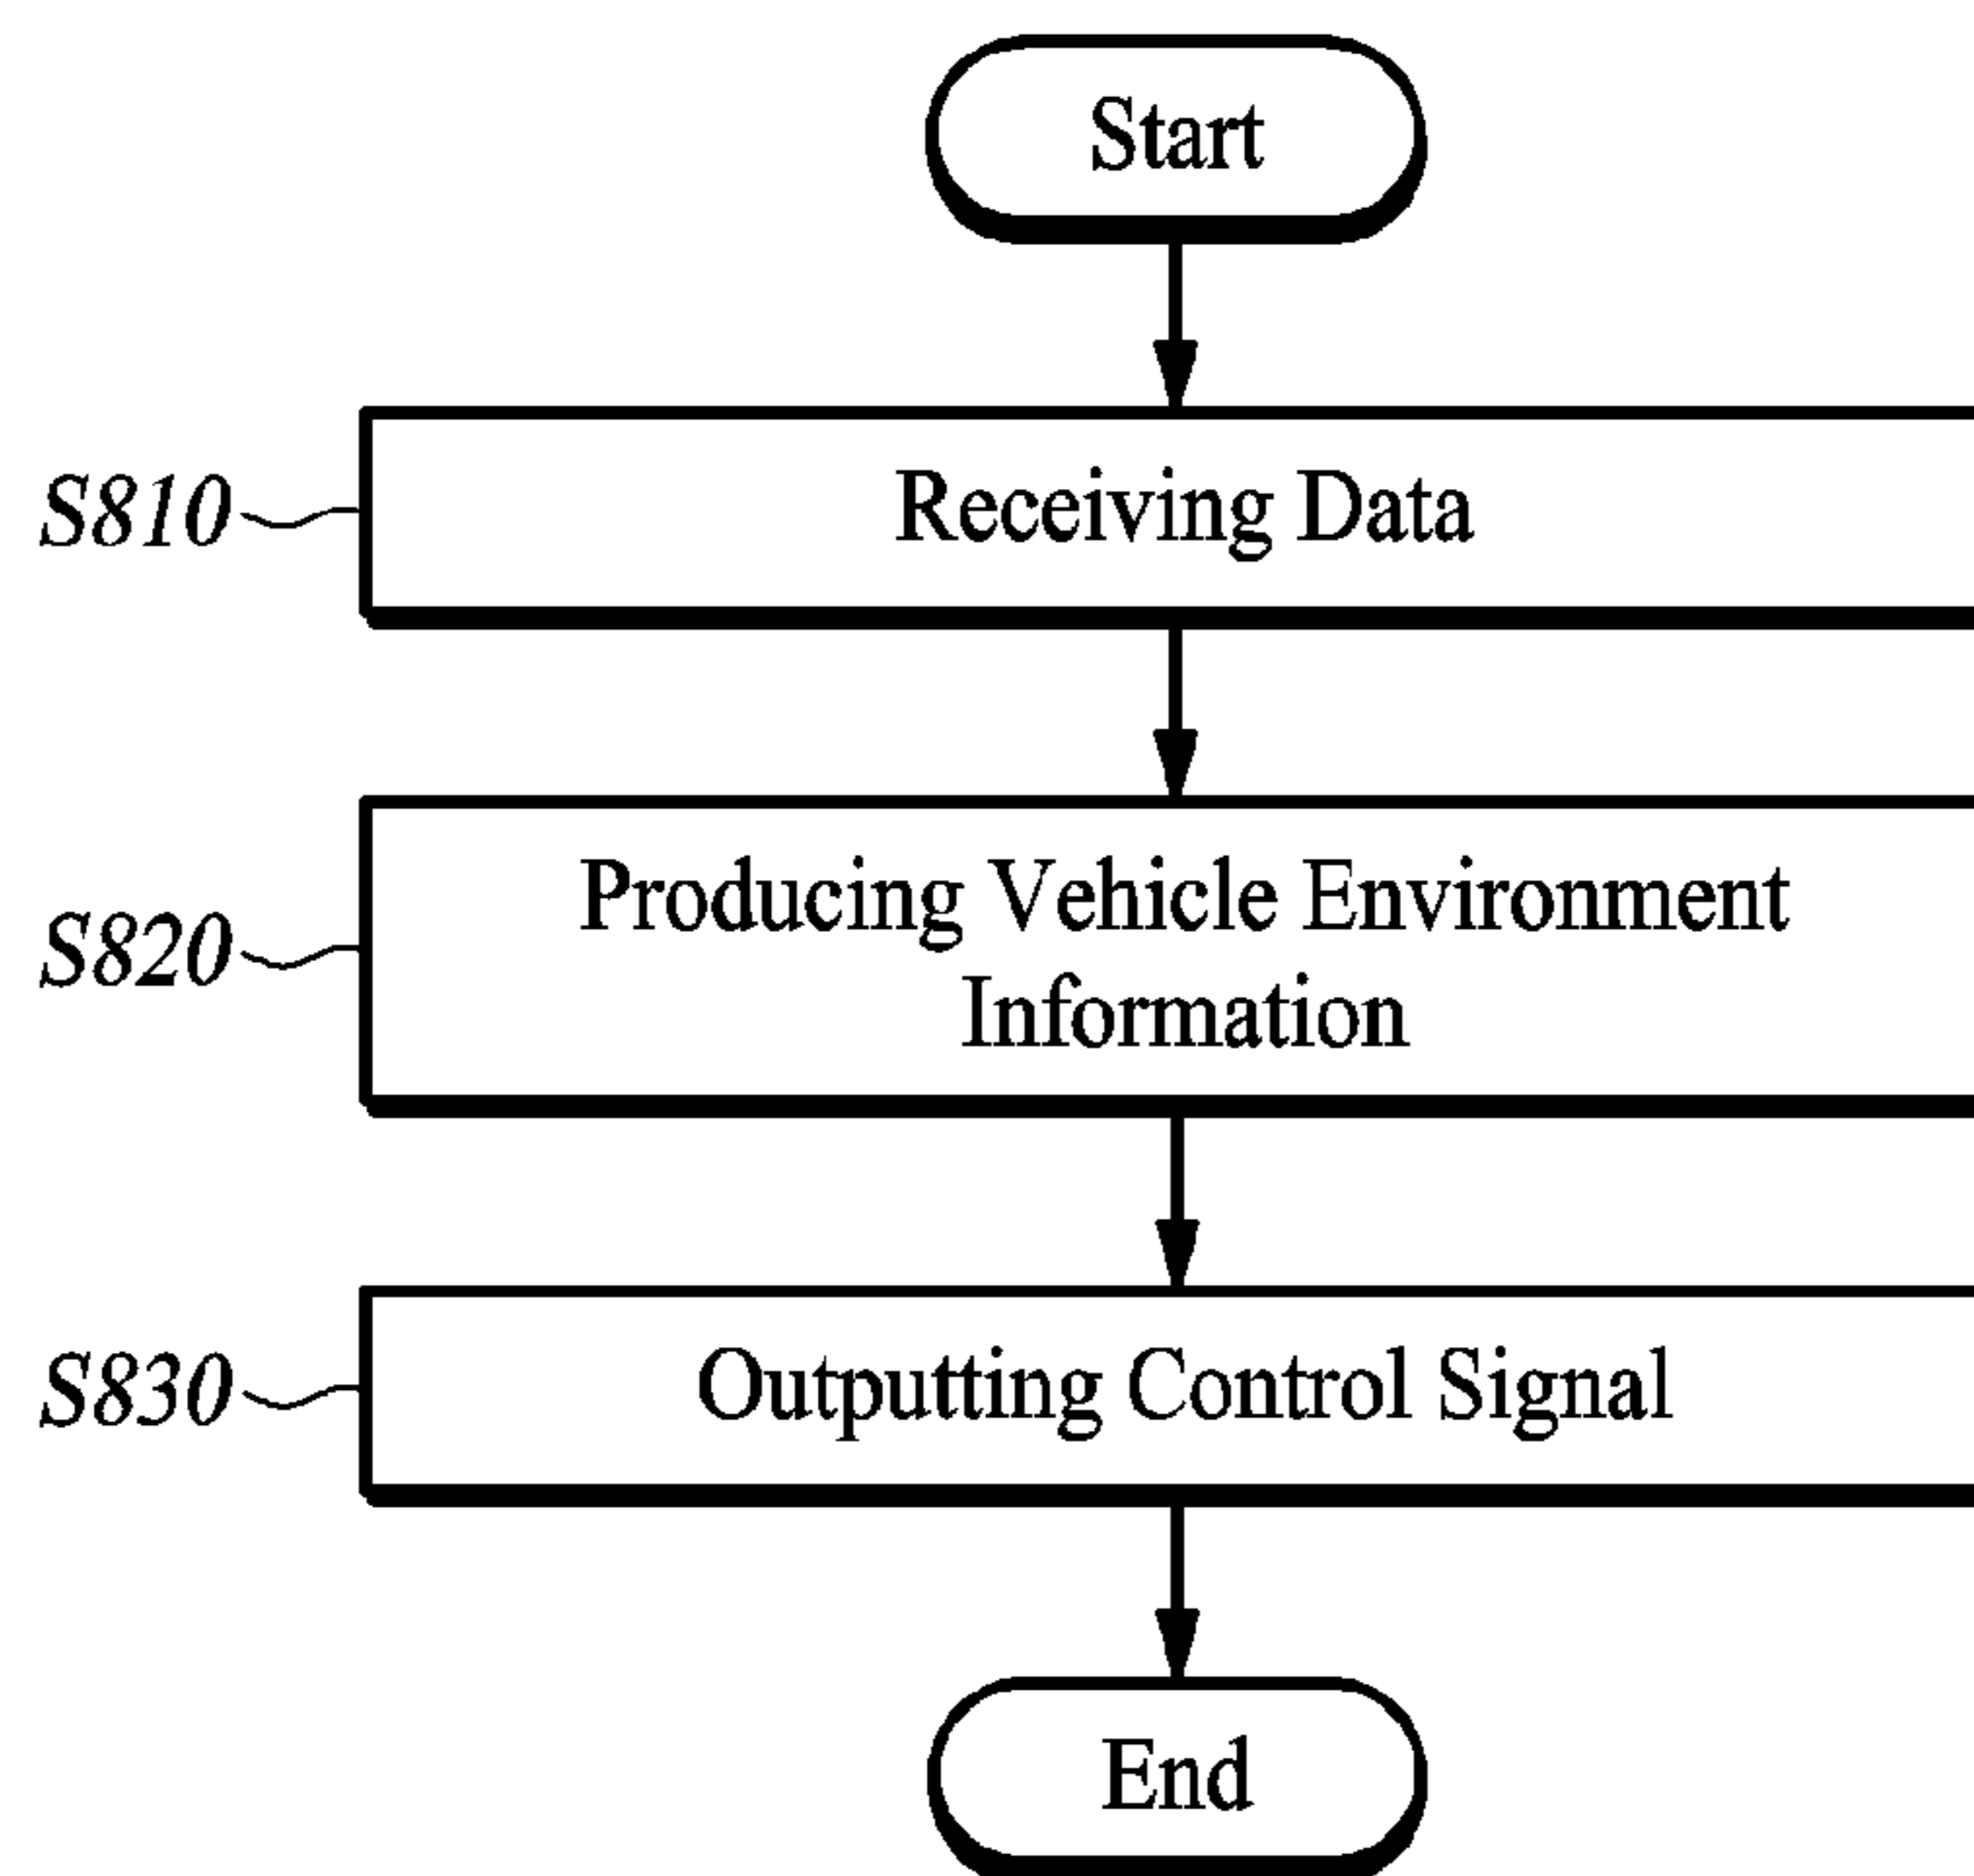 Start
S810
Receiving Data
S820
Producing Vehicle Environment
Information
S830
Outputting Control Signal
End